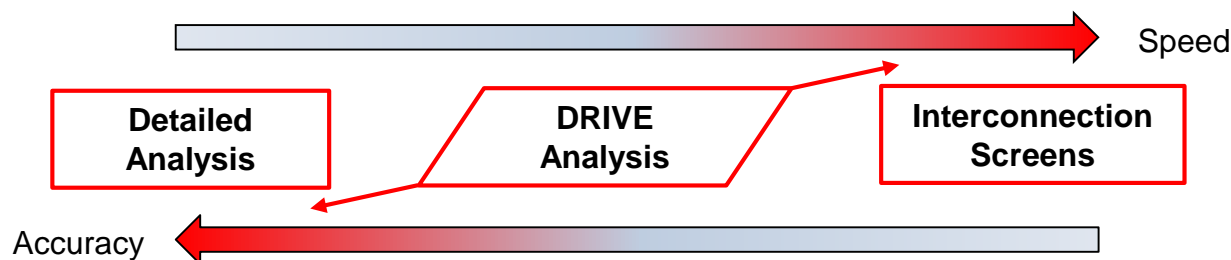 Speed
Detailed
Analysis
DRIVE
Analysis
Interconnection
Screens
Accuracy